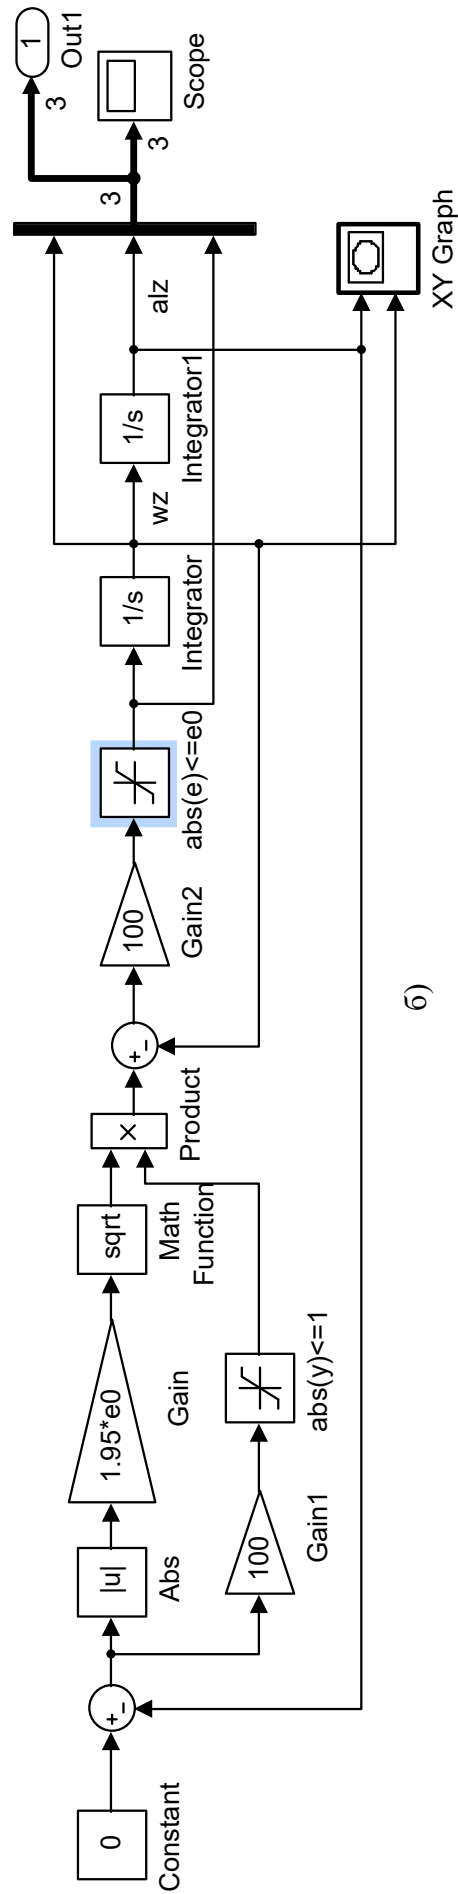 0
Constant
+
-
|u|
Abs
1.95*e0
Gain
sqrt
Math
Function
100
Gain1
abs(y)<=1
×
Product
+
-
100
Gain2
abs(e)<=e0
1/s
Integrator
wz
1/s
Integrator1
alz
3
3
3
1
Out1
Scope
XY Graph
б)